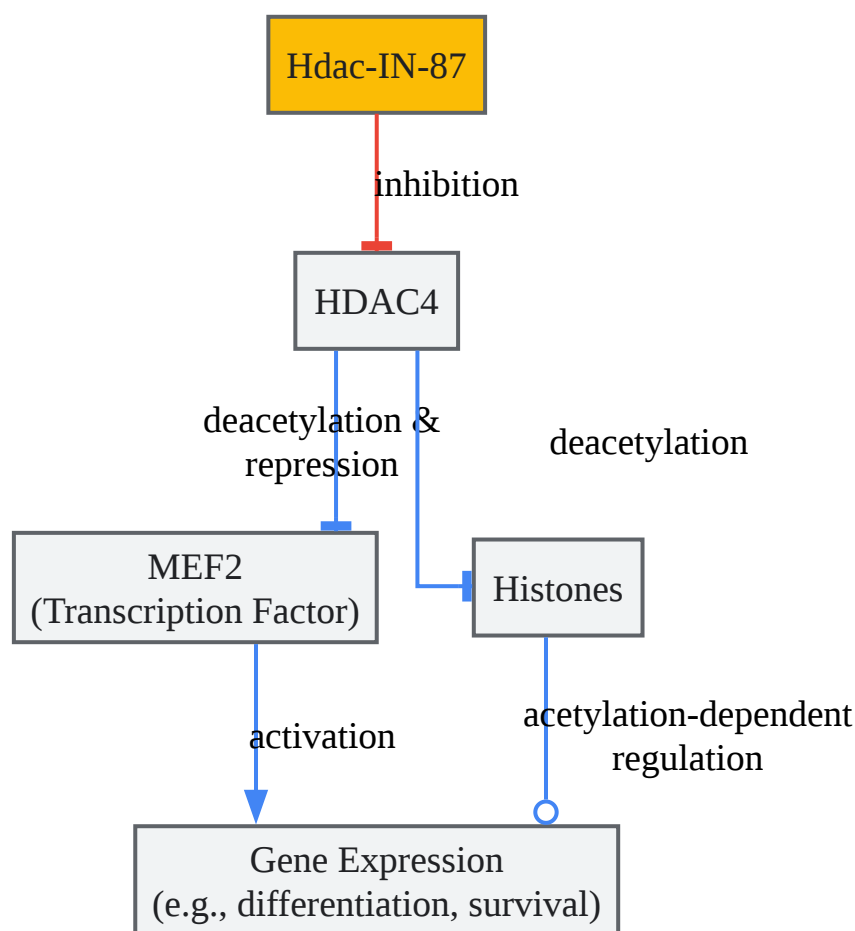 Hdac-IN-87
inhibition
HDAC4
deacetylation &
repression
deacetylation
MEF2
(Transcription Factor)
Histones
activation
acetylation-dependent
regulation
Gene Expression
(e.g., differentiation, survival)